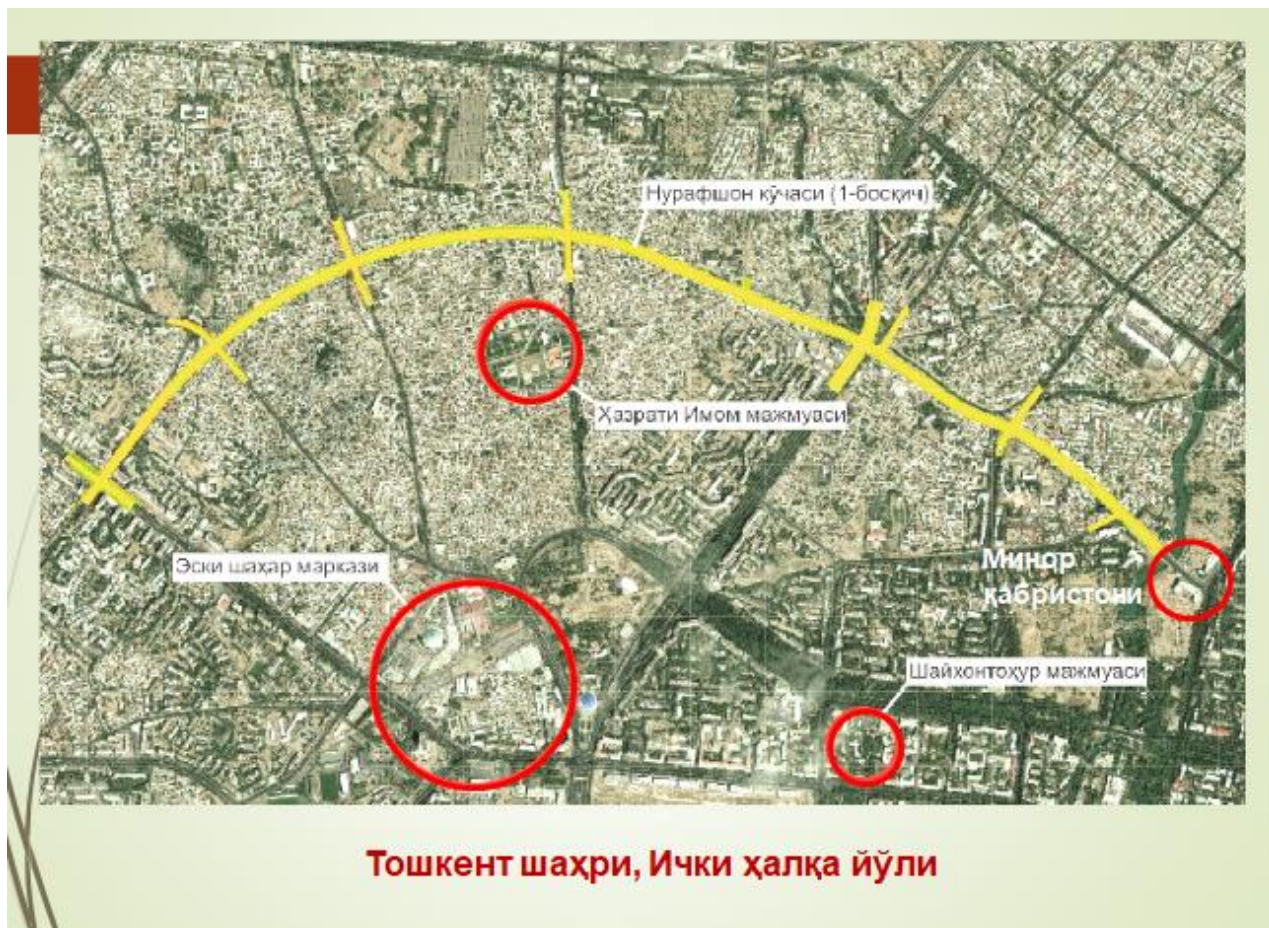 Нурафшон кўчаси (1-босқич)
Ҳазрати Имом мажмуаси
Эски шаҳар маркази
Минор
қабристони
Шайхонтоҳур мажмуаси
Тошкент шаҳри, Ички ҳалқа йўли